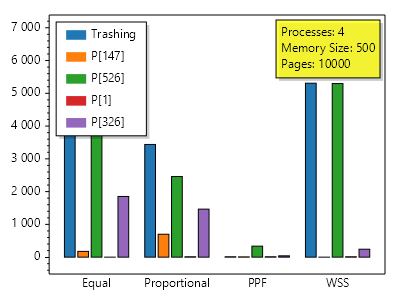 7 000
6 000
5 000
4 000
3 000
2 000
1 000
0
Trashing
P[147]
P[526]
P[1]
P[326]
Processes: 4
Memory Size: 500
Pages: 10000
Equal
Proportional
PPF
WSS